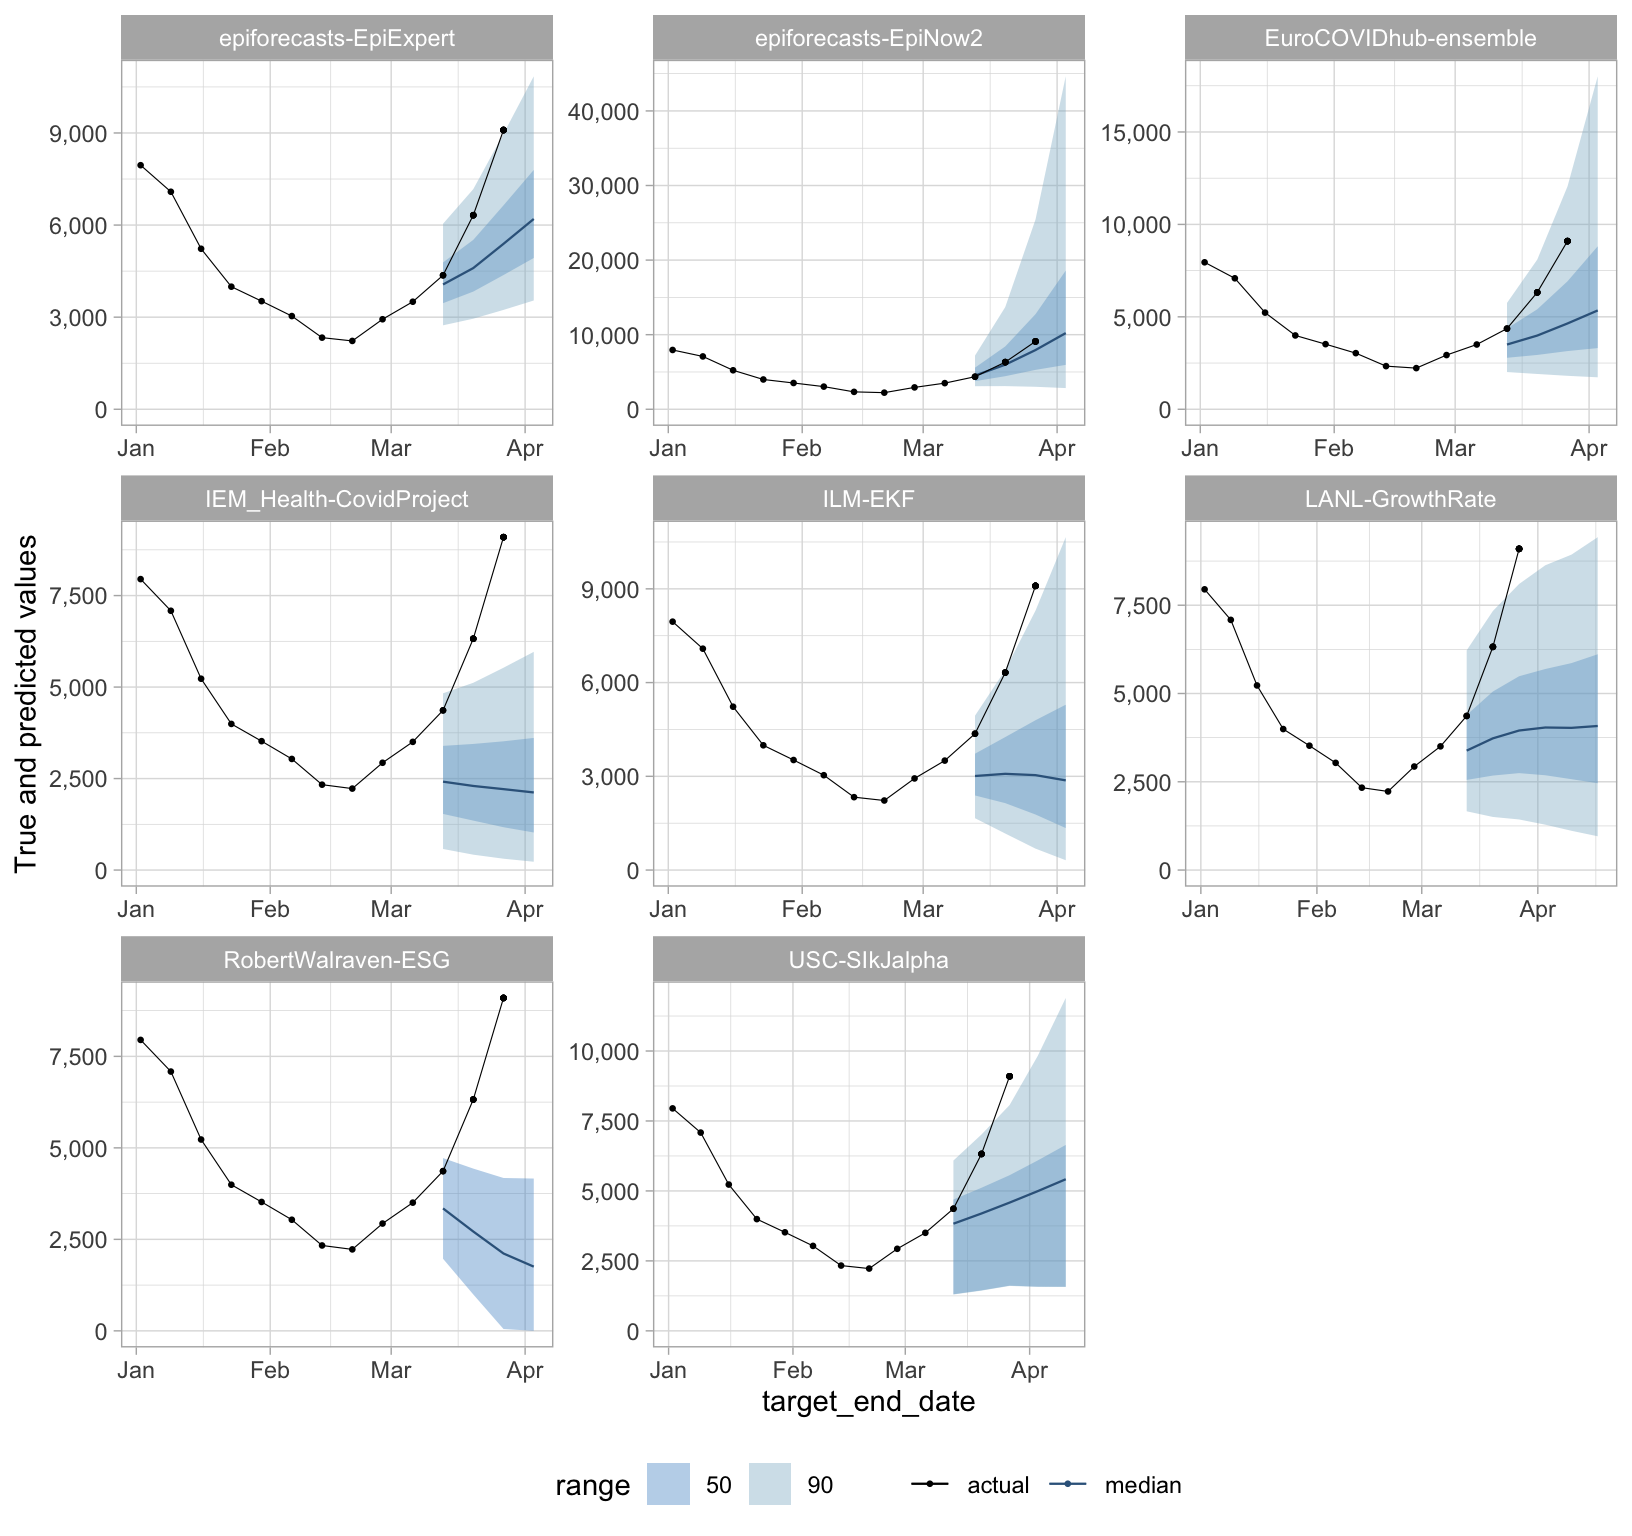 epiforecasts-EpiExpert
epiforecasts-EpiNow2
EuroCOVIDhub-ensemble
9,000
6,000
3,000
0
40,000
30,000
20,000
10,000
0
15,000
10,000
5,000
0
Jan Feb Mar Apr
Jan Feb Mar Apr
Jan Feb Mar Apr
IEM_Health-CovidProject
ILM-EKF
LANL-GrowthRate
True and predicted values
7,500
5,000
2,500
0
9,000
6,000
3,000
0
7,500
5,000
2,500
0
Jan Feb Mar Apr
Jan Feb Mar Apr
Jan Feb Mar Apr
RobertWalraven-ESG
USC-SIkJalpha
7,500
5,000
2,500
0
10,000
7,500
5,000
2,500
0
Jan Feb Mar Apr
Jan Feb Mar Apr
target_end_date
range 50 90 actual median